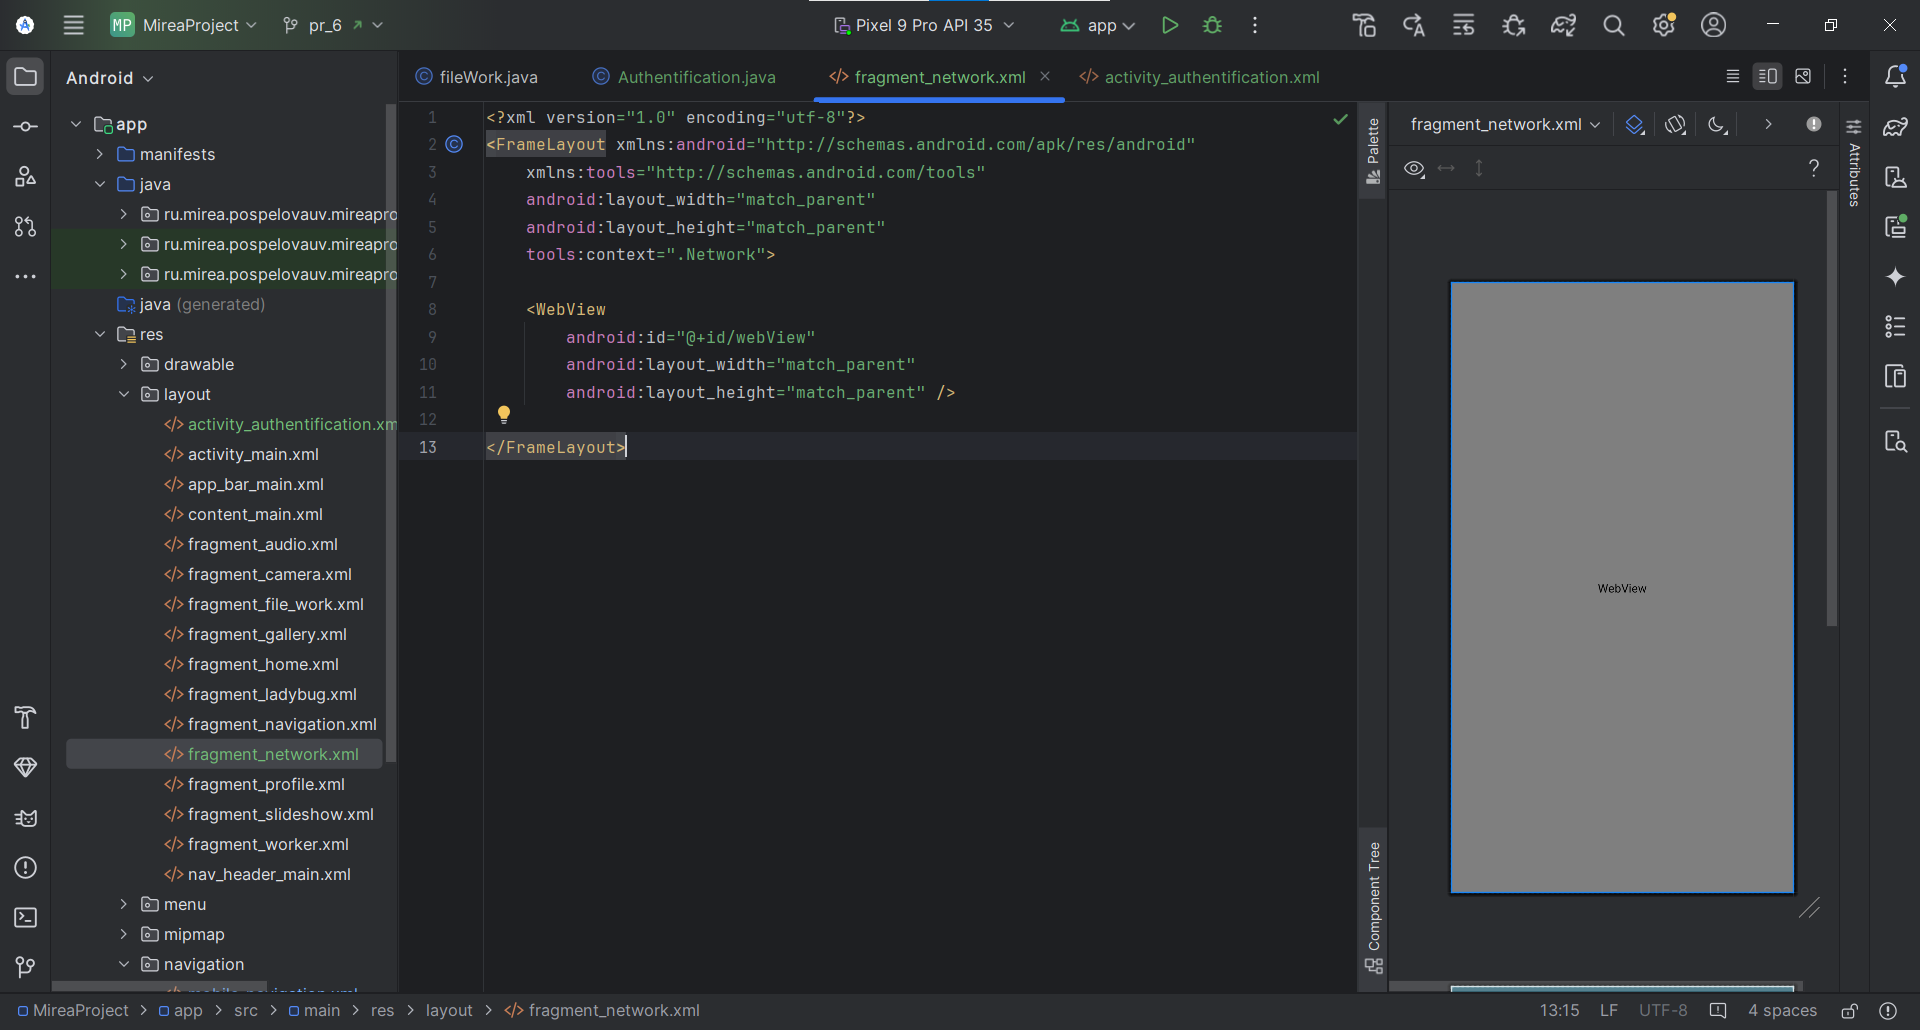 MP MireaProject pr_6 Pixel 9 Pro API 35 app
Android
fileWork.java Authentification.java fragment_network.xml activity_authentification.xml
app
manifests
java
ru.mirea.pospelovauv.mireapro
ru.mirea.pospelovauv.mireapro
ru.mirea.pospelovauv.mireapro
java (generated)
res
drawable
layout
activity_authentification.xm
activity_main.xml
app_bar_main.xml
content_main.xml
fragment_audio.xml
fragment_camera.xml
fragment_file_work.xml
fragment_gallery.xml
fragment_home.xml
fragment_ladybug.xml
fragment_navigation.xml
fragment_network.xml
fragment_profile.xml
fragment_slideshow.xml
fragment_worker.xml
nav_header_main.xml
menu
mipmap
navigation
1 <?xml version="1.0" encoding="utf-8"?>
2 <FrameLayout xmlns:android="http://schemas.android.com/apk/res/android"
3 xmlns:tools="http://schemas.android.com/tools"
4 android:layout_width="match_parent"
5 android:layout_height="match_parent"
6 tools:context=".Network">
7
8 <WebView
9 android:id="@+id/webView"
10 android:layout_width="match_parent"
11 android:layout_height="match_parent" />
12
13 </FrameLayout>
Palette
Component Tree
fragment_network.xml
?
Attributes
WebView
MireaProject > app > src > main > res > layout > fragment_network.xml
13:15 LF UTF-8 4 spaces